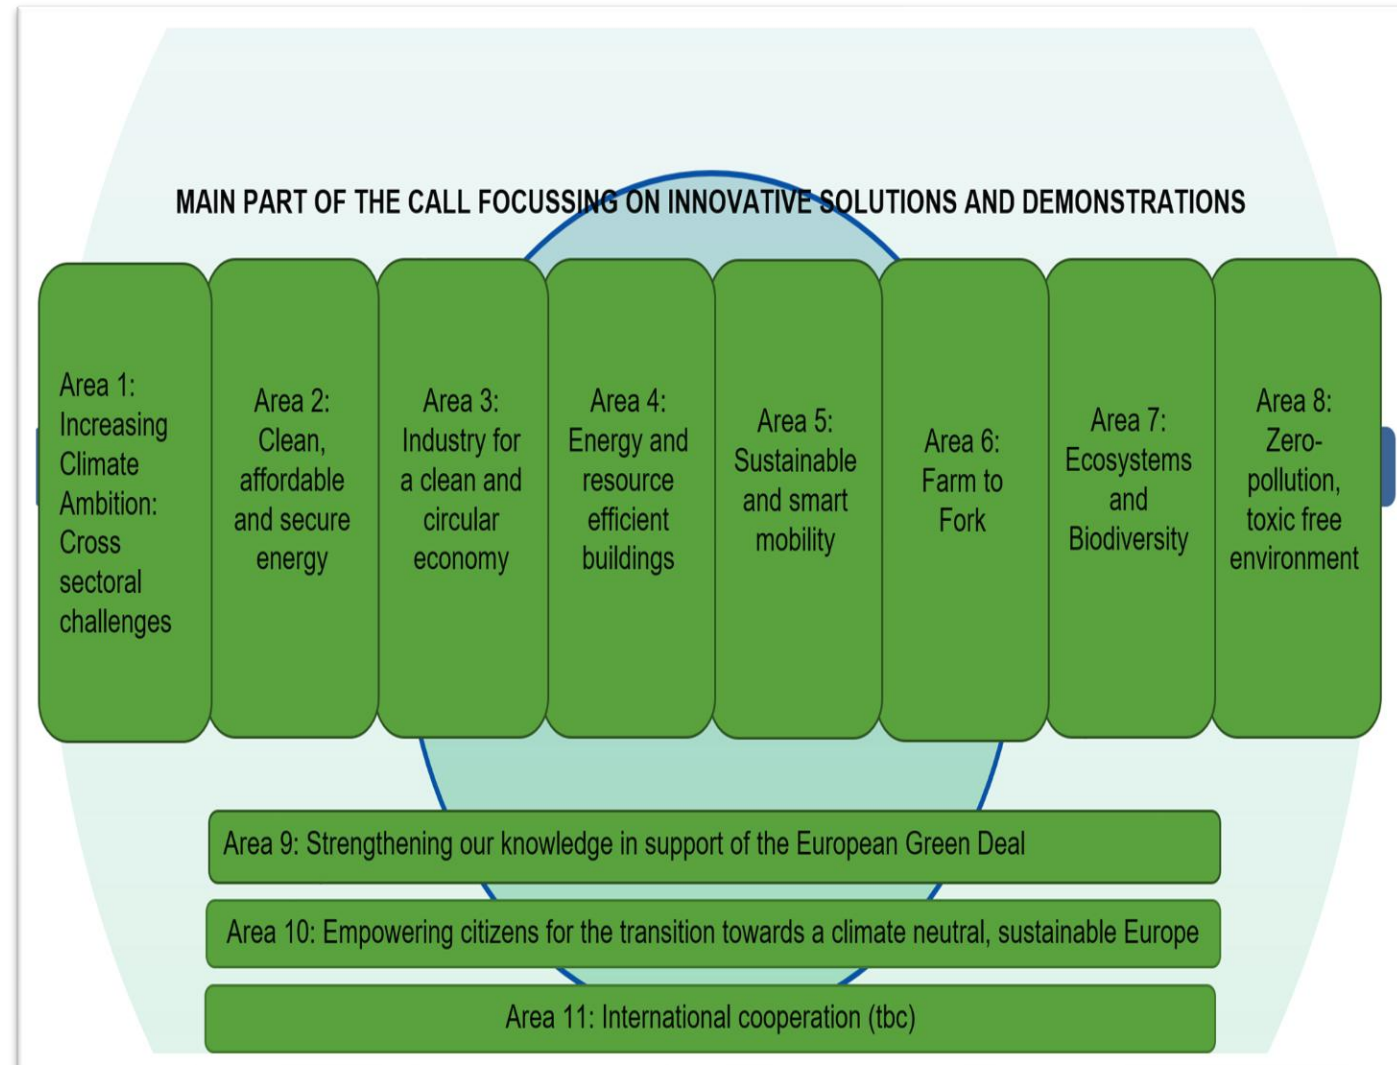 MAIN PART OF THE CALL FOCUSSING ON INNOVATIVE SOLUTIONS AND DEMONSTRATIONS
Area 1:
Increasing
Climate
Ambition:
Cross
sectoral
challenges
Area 2:
Clean,
affordable
and secure
energy
Area 3:
Industry for
a clean and
circular
economy
Area 4:
Energy and
resource
efficient
buildings
Area 5:
Sustainable
and smart
mobility
Area 6:
Farm to
Fork
Area 7:
Ecosystems
and
Biodiversity
Area 8:
Zero-
pollution,
toxic free
environment
Area 9: Strengthening our knowledge in support of the European Green Deal
Area 10: Empowering citizens for the transition towards a climate neutral, sustainable Europe
Area 11: International cooperation (tbc)